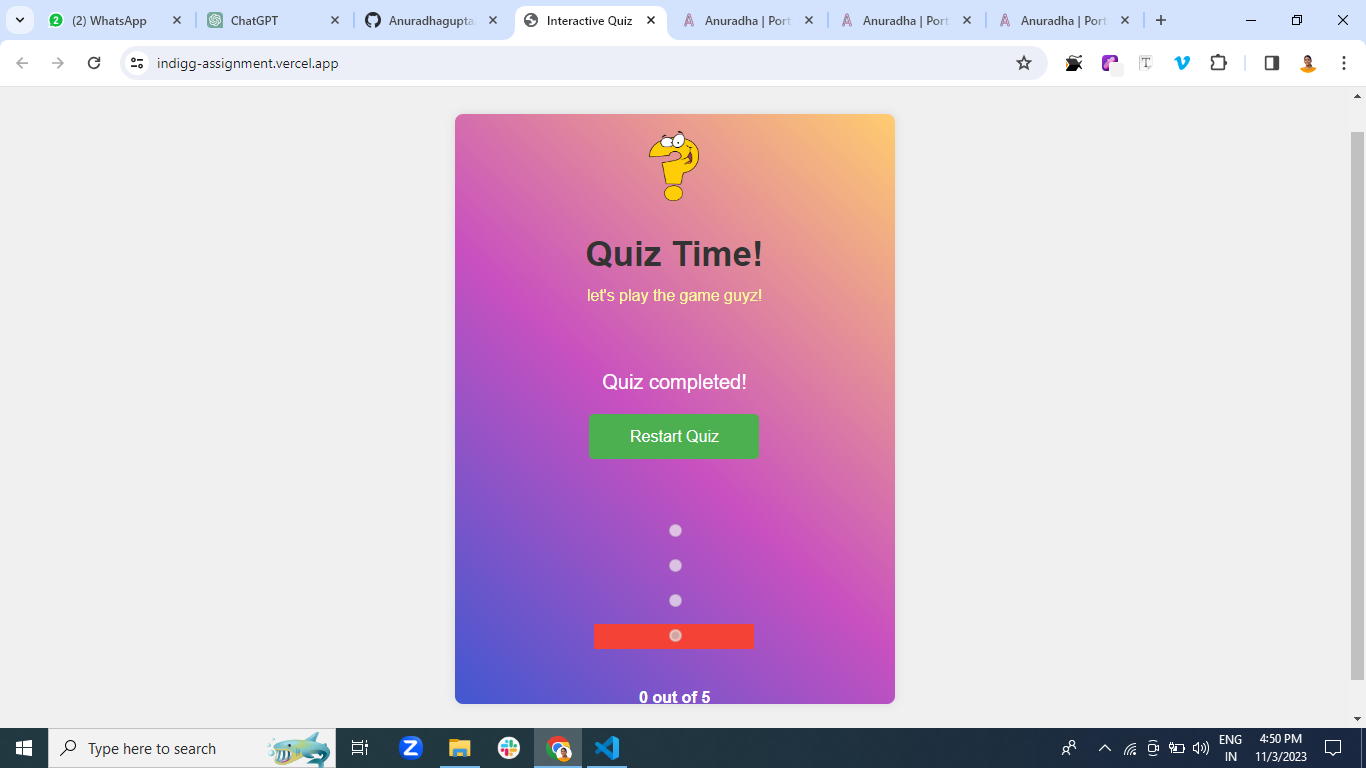 (2) WhatsApp
ChatGPT
Anuradhagupta
Interactive Quiz
Anuradha | Port
Anuradha | Port
Anuradha | Port
indigg-assignment.vercel.app
Quiz Time!
let's play the game guyz!
Quiz completed!
Restart Quiz
0 out of 5
Type here to search
ENG
IN
4:50 PM
11/3/2023